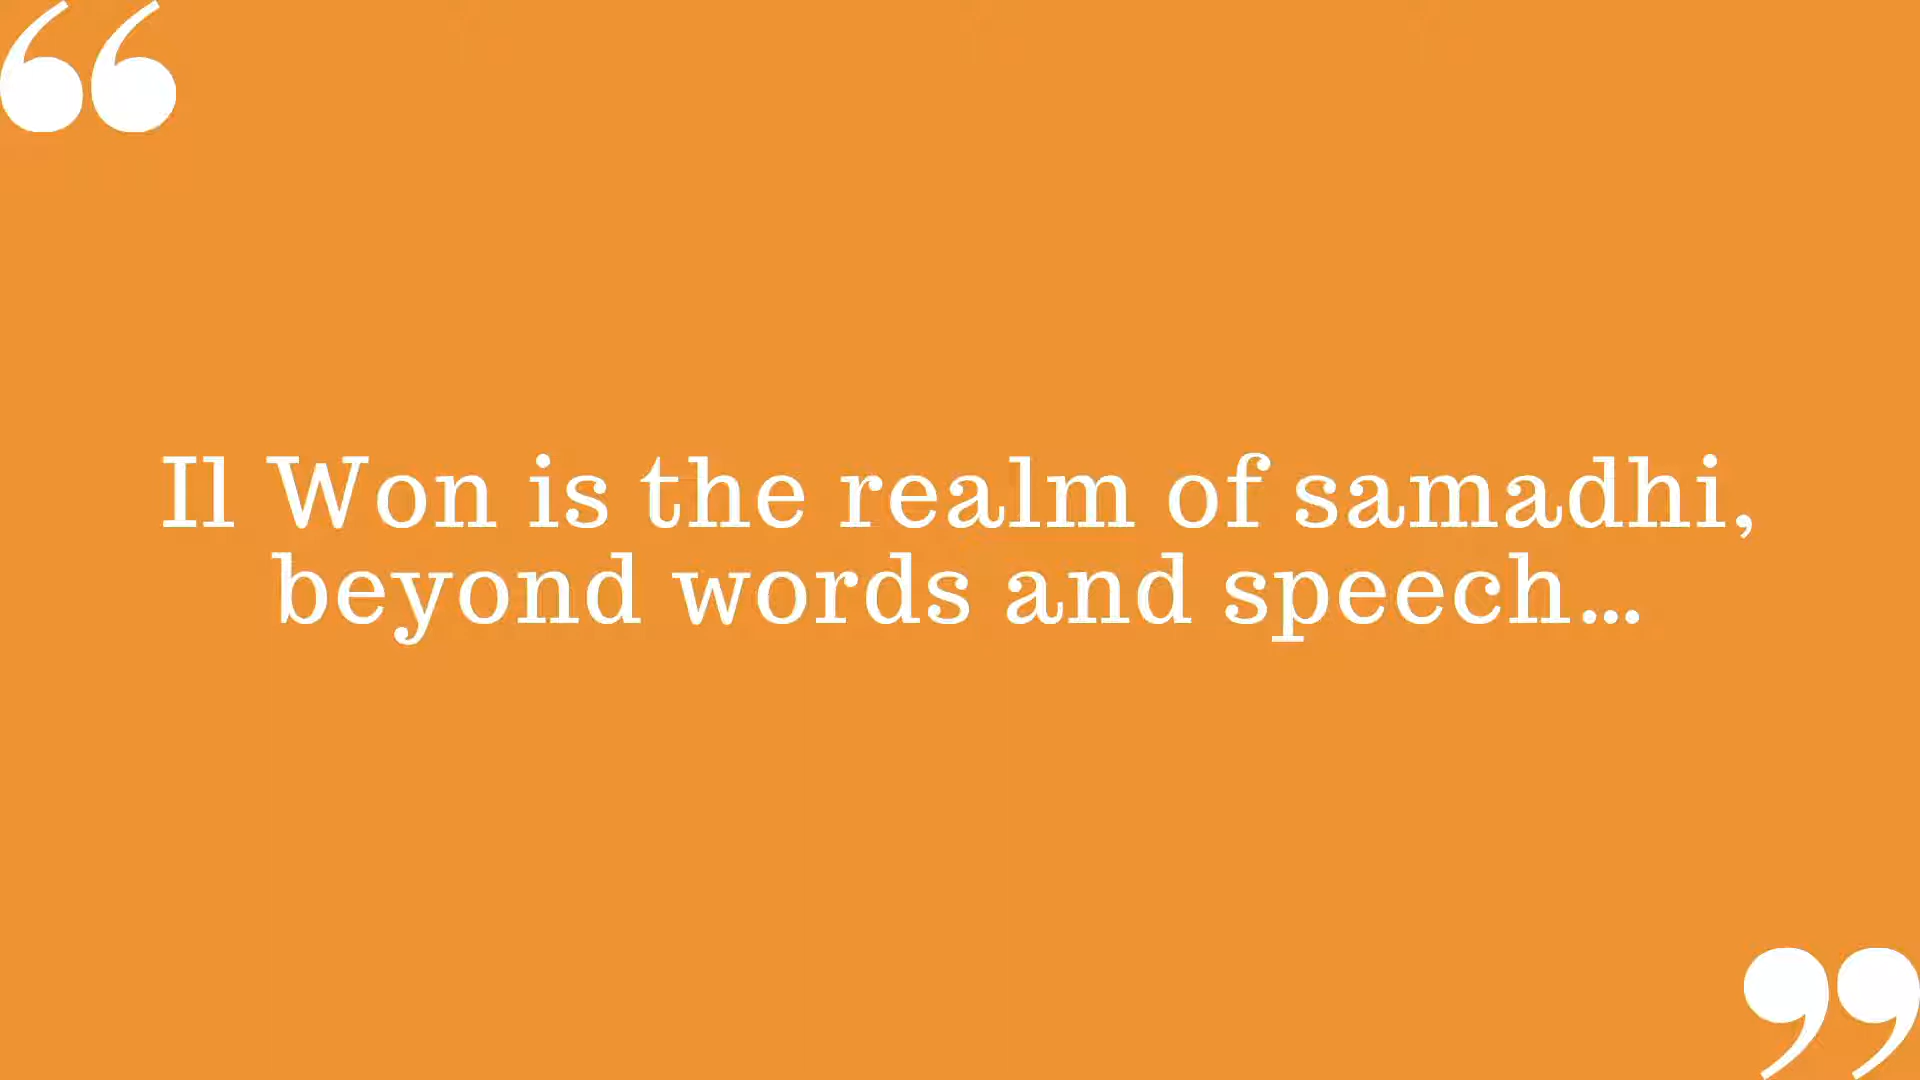 “
Il Won is the realm of samadhi,
beyond words and speech...
”